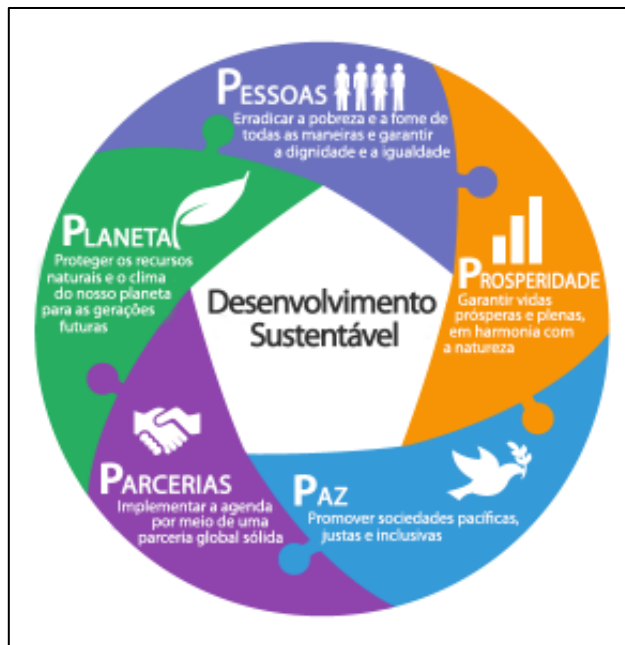 PESSOAS
Erradicar a pobreza e a fome de
todas as maneiras e garantir
a dignidade e a igualdade
PROSPERIDADE
Garantir vidas
prósperas e plenas,
em harmonia com
a natureza
PAZ
Promover sociedades pacíficas,
justas e inclusivas
PARCERIAS
Implementar a agenda
por meio de uma
parceria global sólida
PLANETA
Proteger os recursos
naturais e o clima
do nosso planeta
para as gerações
futuras
Desenvolvimento
Sustentável